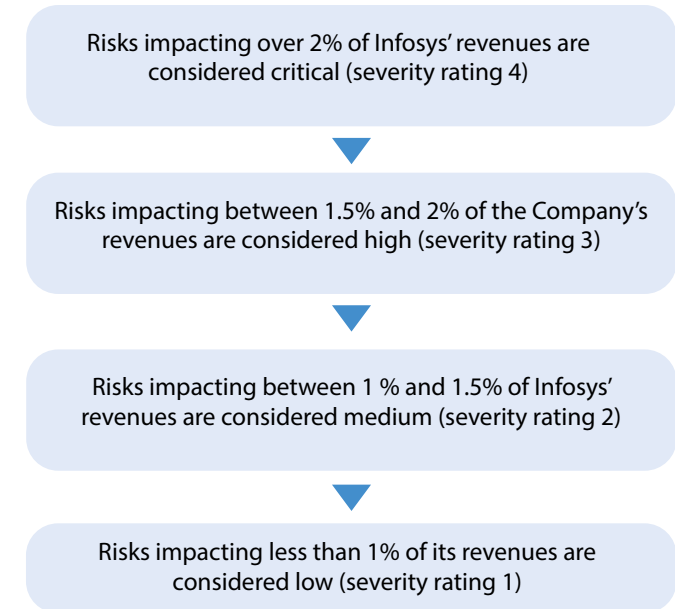 Risks impacting over 2% of Infosys’ revenues are
considered critical (severity rating 4)
Risks impacting between 1.5% and 2% of the Company’s
revenues are considered high (severity rating 3)
Risks impacting between 1 % and 1.5% of Infosys’
revenues are considered medium (severity rating 2)
Risks impacting less than 1% of its revenues are
considered low (severity rating 1)